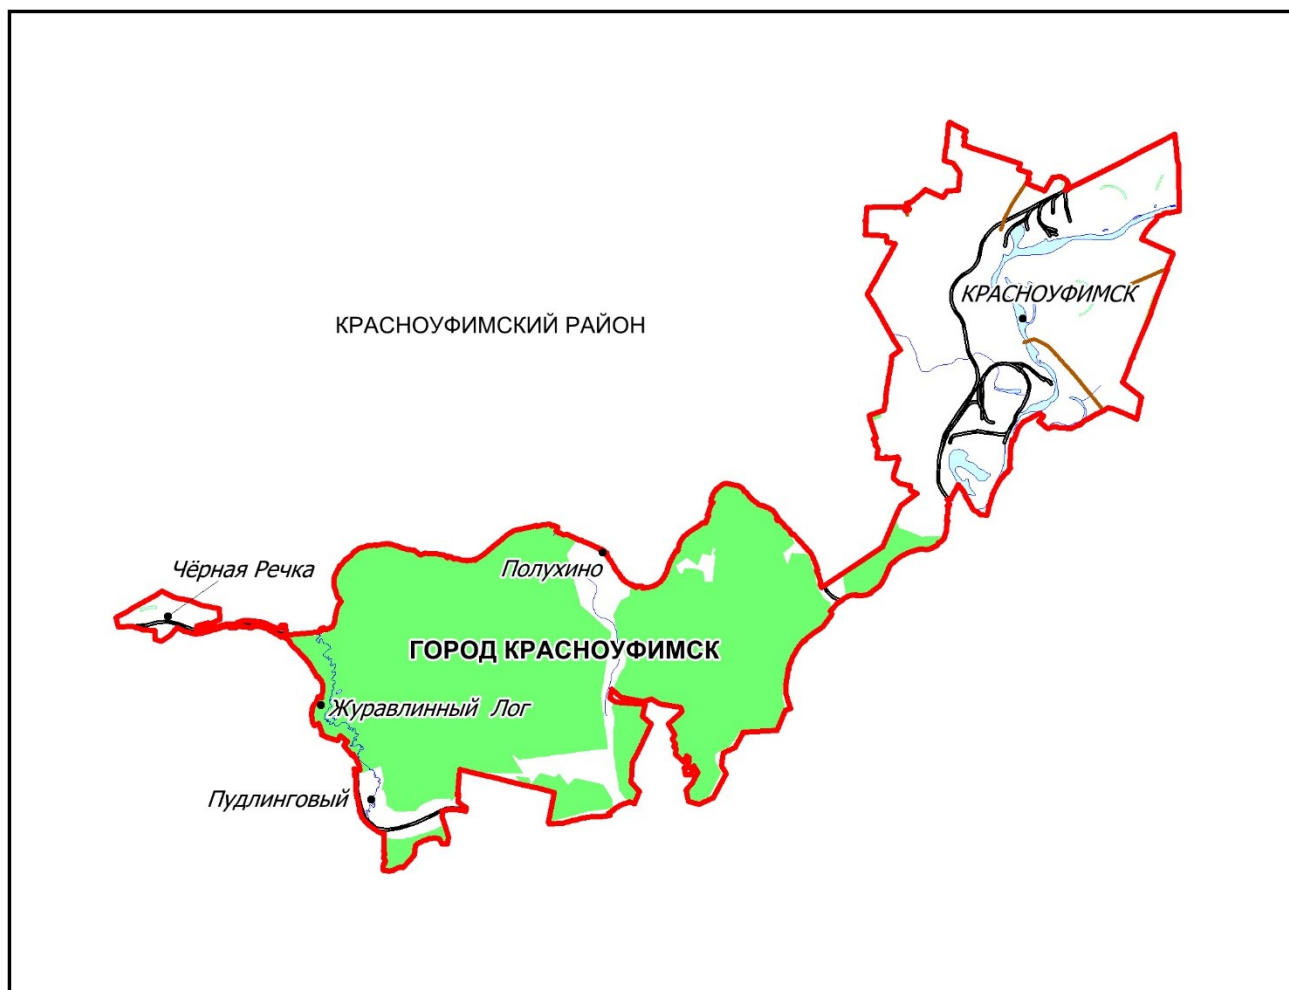 КРАСНОУФИМСК
КРАСНОУФИМСКИЙ РАЙОН
Полухино
Чёрная Речка
ГОРОД КРАСНОУФИМСК
Журавлинный Лог
Пудлинговый